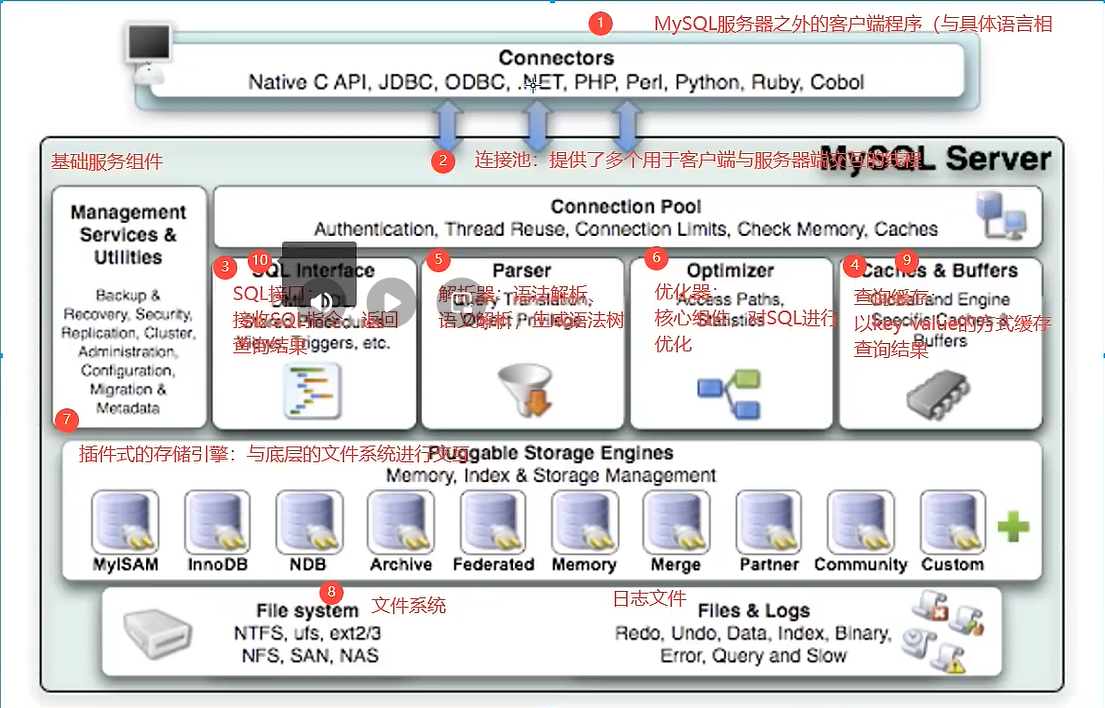 1 MySQL服务器之外的客户端程序（与具体语言相
Connectors
Native C API, JDBC, ODBC, .NET, PHP, Perl, Python, Ruby, Cobol
基础服务组件
2 连接池：提供了多个用于客户端与服务器端交互的线程
MySQL Server
Management
Services &
Utilities
Backup &
Recovery, Security,
Replication, Cluster,
Administration,
Configuration,
Migration &
Metadata
Connection Pool
Authentication, Thread Reuse, Connection Limits, Check Memory, Caches
3 10
SQL Interface
SQL接口：
接收SQL指令，返回
查询结果
Triggers, etc.
5
Parser
Query Translation,
解析器：语法解析、
语义解析，生成语法树
6
Optimizer
Access Paths,
Statistics
优化器：
核心组件，对SQL进行
优化
4 9
Caches & Buffers
Global and Engine
Specific Caches &
Buffers
查询缓存：
以key-value的方式缓存
查询结果
7
插件式的存储引擎：与底层的文件系统进行交互
Pluggable Storage Engines
Memory, Index & Storage Management
MyISAM
InnoDB
NDB
Archive
Federated
Memory
Merge
Partner
Community
Custom
8
File system
文件系统
NTFS, ufs, ext2/3
NFS, SAN, NAS
日志文件
Files & Logs
Redo, Undo, Data, Index, Binary,
Error, Query and Slow